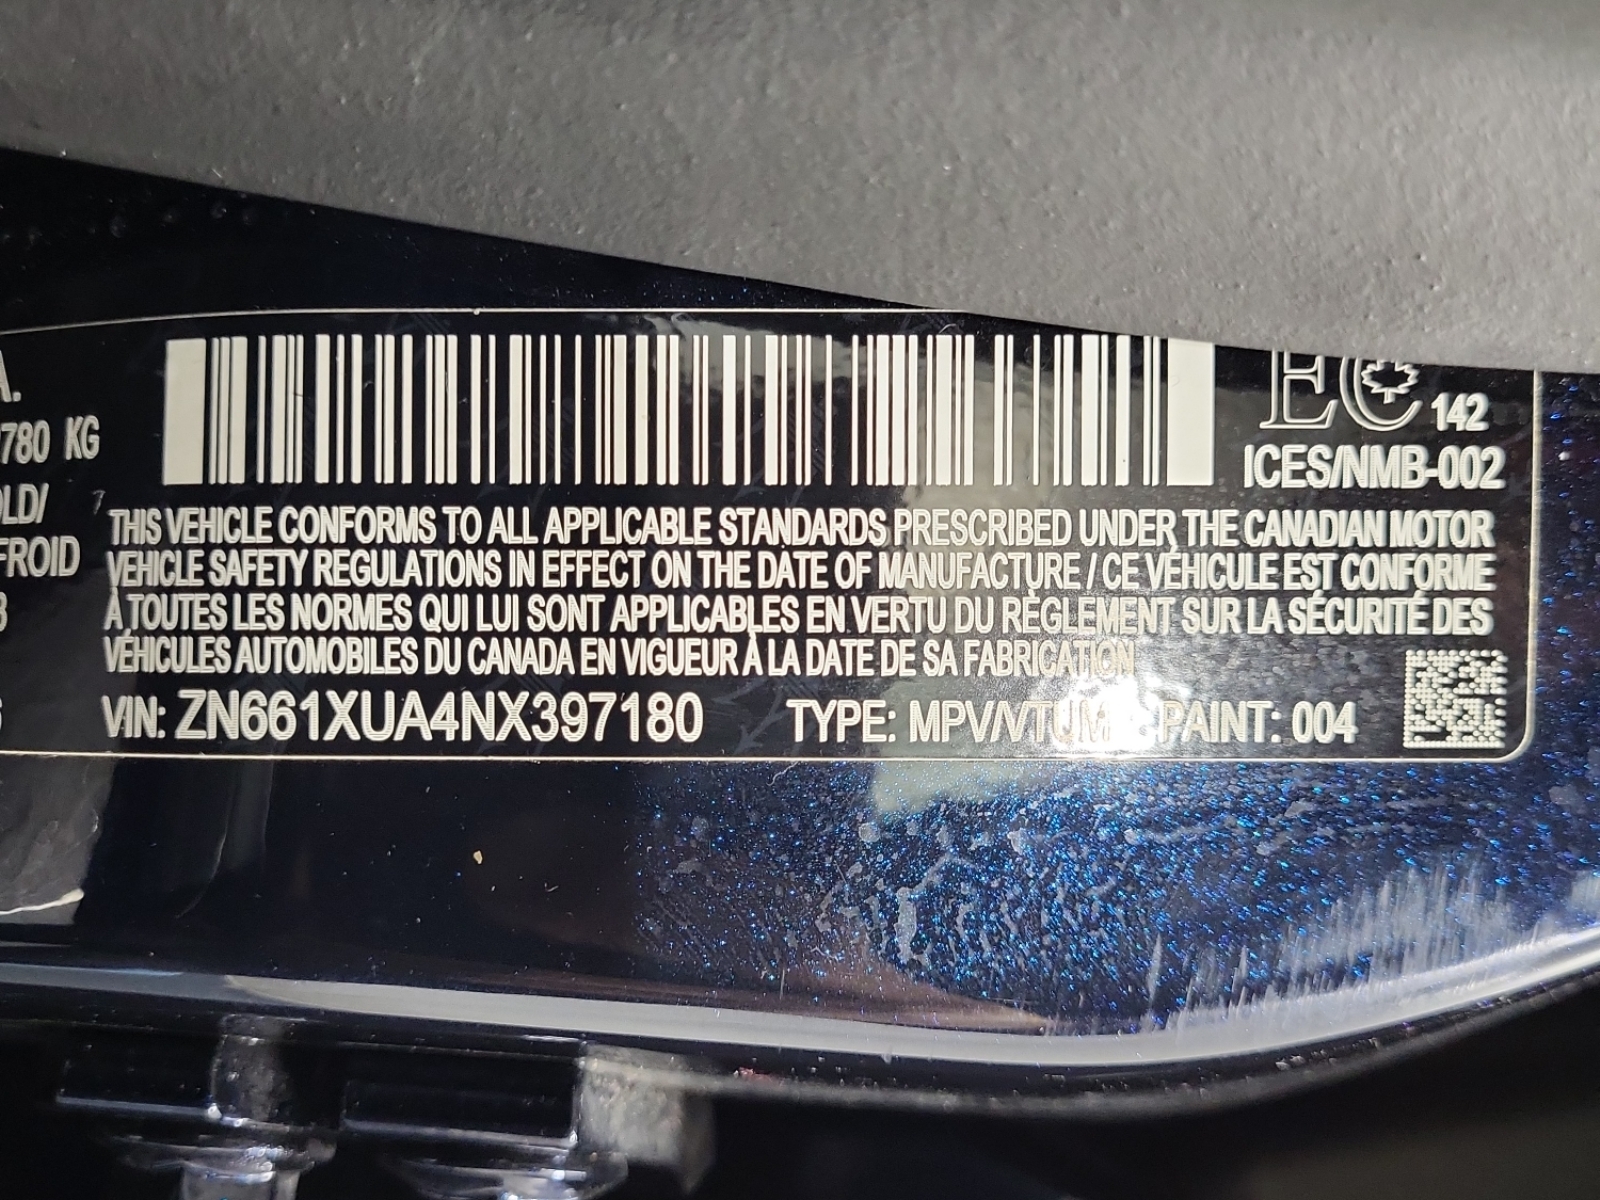 A.
780 KG
OLD/
FROID
EC 142
ICES/NMB-002
THIS VEHICLE CONFORMS TO ALL APPLICABLE STANDARDS PRESCRIBED UNDER THE CANADIAN MOTOR
VEHICLE SAFETY REGULATIONS IN EFFECT ON THE DATE OF MANUFACTURE / CE VÉHICULE EST CONFORME
À TOUTES LES NORMES QUI LUI SONT APPLICABLES EN VERTU DU RÈGLEMENT SUR LA SÉCURITÉ DES
VÉHICULES AUTOMOBILES DU CANADA EN VIGUEUR À LA DATE DE SA FABRICATION
VIN: ZN661XUA4NX397180 TYPE: MPV/VTUM PAINT: 004